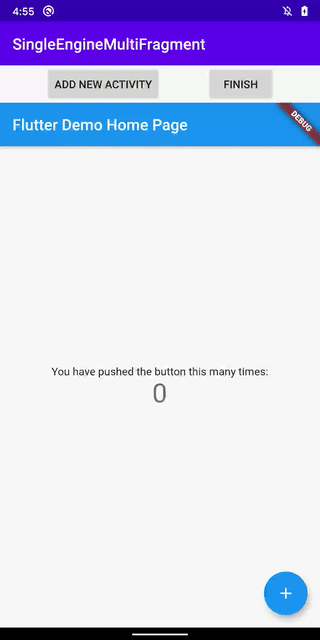 4:55
SingleEngineMultiFragment
ADD NEW ACTIVITY FINISH
Flutter Demo Home Page
DEBUG
You have pushed the button this many times:
0
+